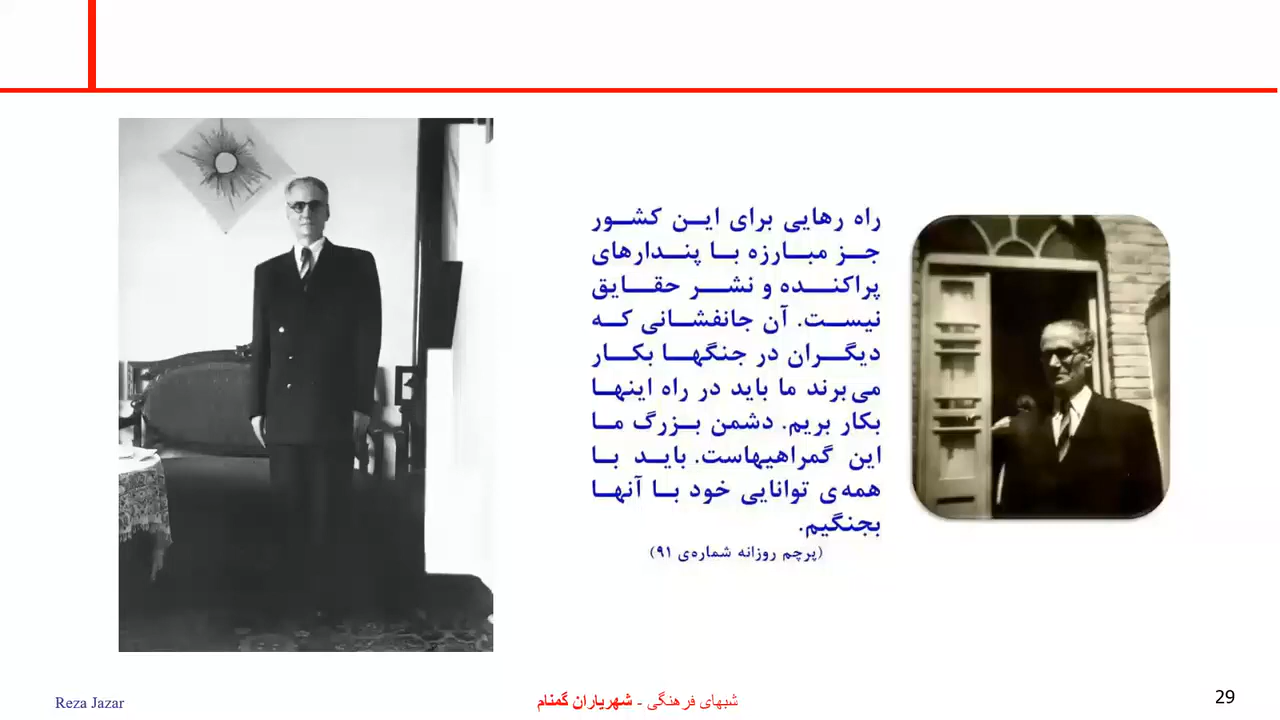 راه رهایی برای این کشور
جز مبارزه با پندارهای
پراکنده و نشر حقایق
نیست. آن جانفشانی که
دیگران در جنگها بکار
می‌برند ما باید در راه اینها
بکار بریم. دشمن بزرگ ما
این گمراهیهاست. باید با
همه‌ی توانایی خود با آنها
بجنگیم.
(پرچم روزانه شماره‌ی ۹۱)
Reza Jazar
شبهای فرهنگی - شهریاران گمنام
29